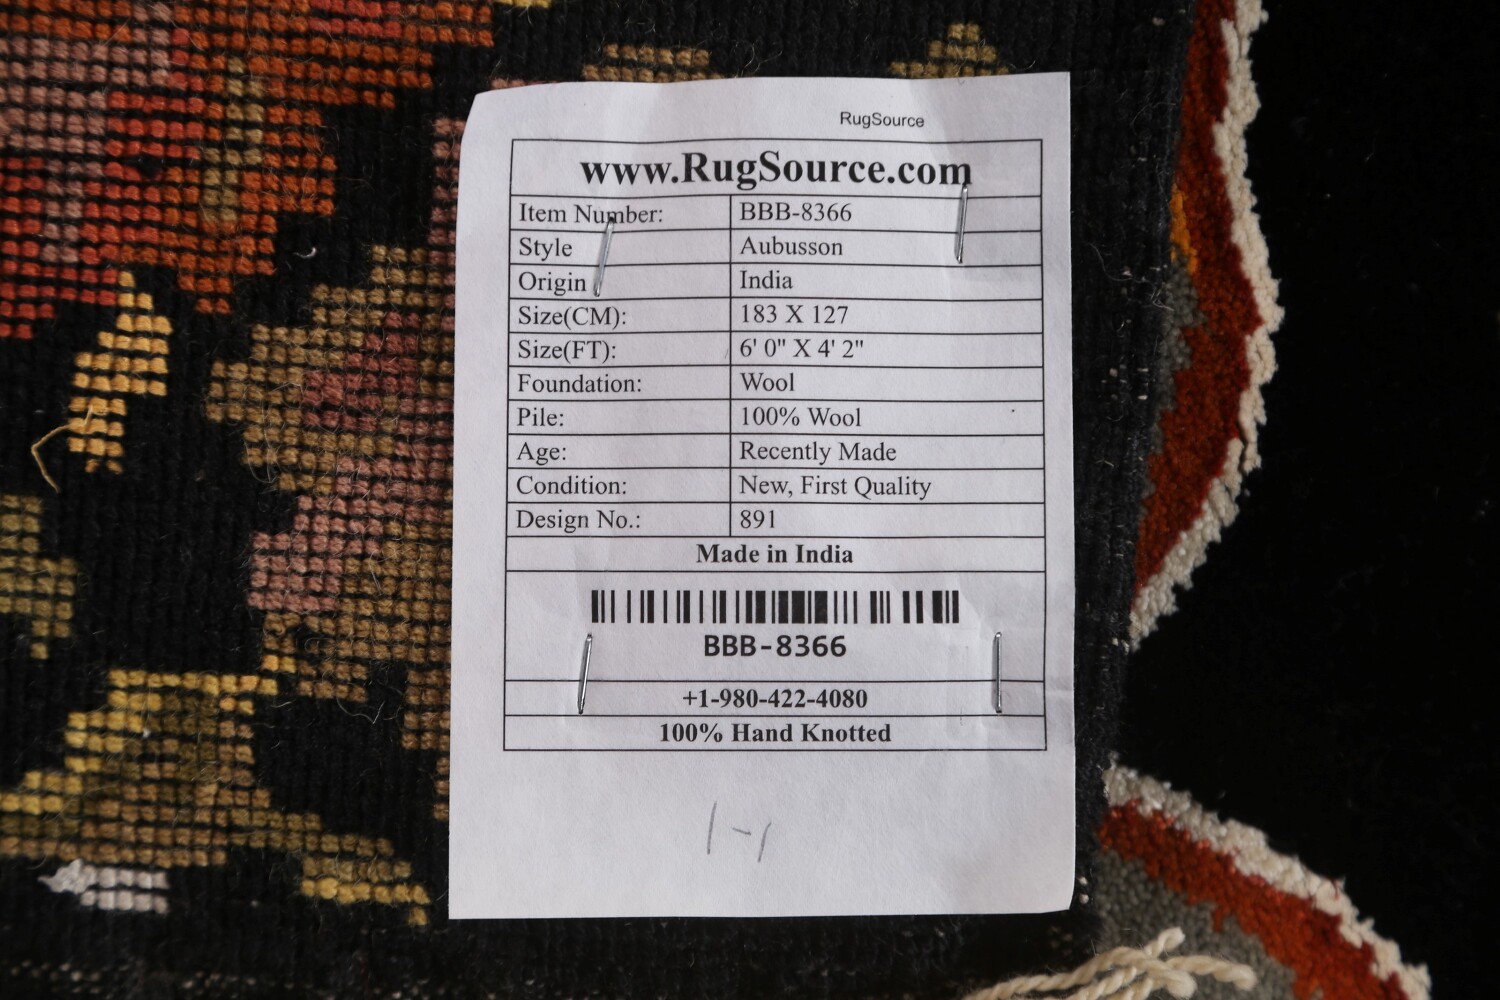 RugSource
www.RugSource.com
Item Number: BBB-8366
Style Aubusson
Origin India
Size(CM): 183 X 127
Size(FT): 6' 0" X 4' 2"
Foundation: Wool
Pile: 100% Wool
Age: Recently Made
Condition: New, First Quality
Design No.: 891
Made in India
BBB-8366
+1-980-422-4080
100% Hand Knotted
1-1